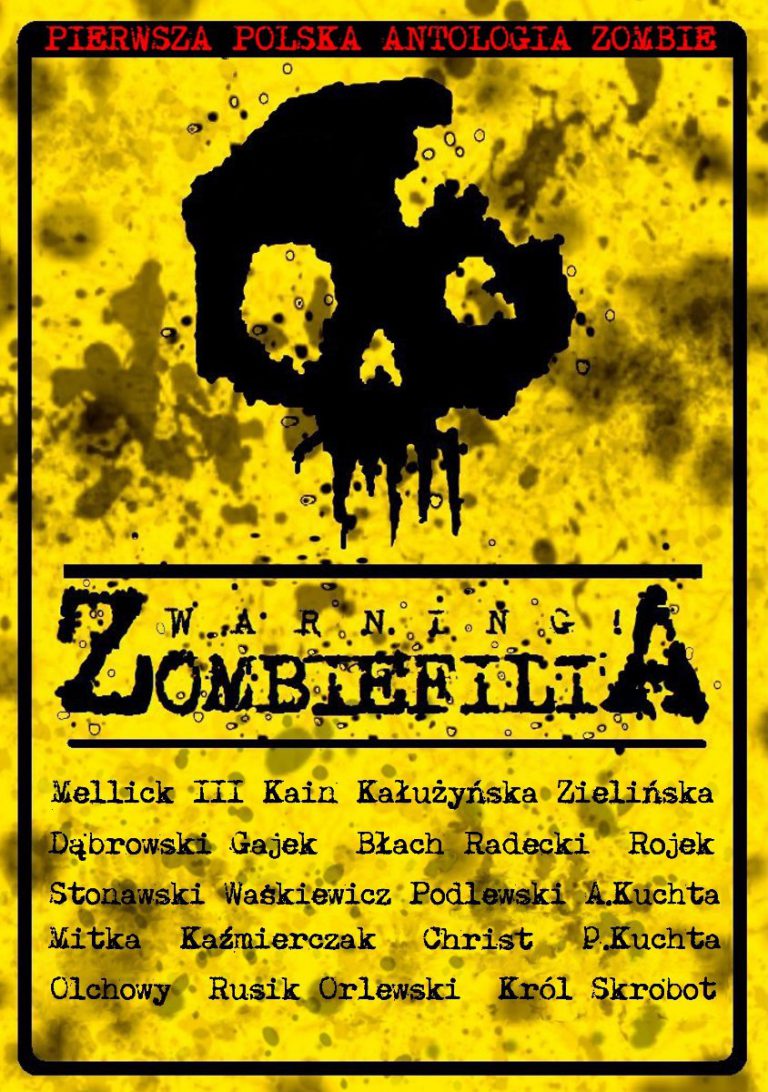 PIERWSZA POLSKA ANTOLOGIA ZOMBIE
WARNING!
ZOMBIEFILIA
Mellick III Kain Kałużyńska Zielińska
Dąbrowski Gajek Błach Radecki Rojek
Stonawski Waśkiewicz Podlewski A.Kuchta
Mitka Kaźmierczak Christ P.Kuchta
Olchowy Rusik Orlewski Król Skrobot